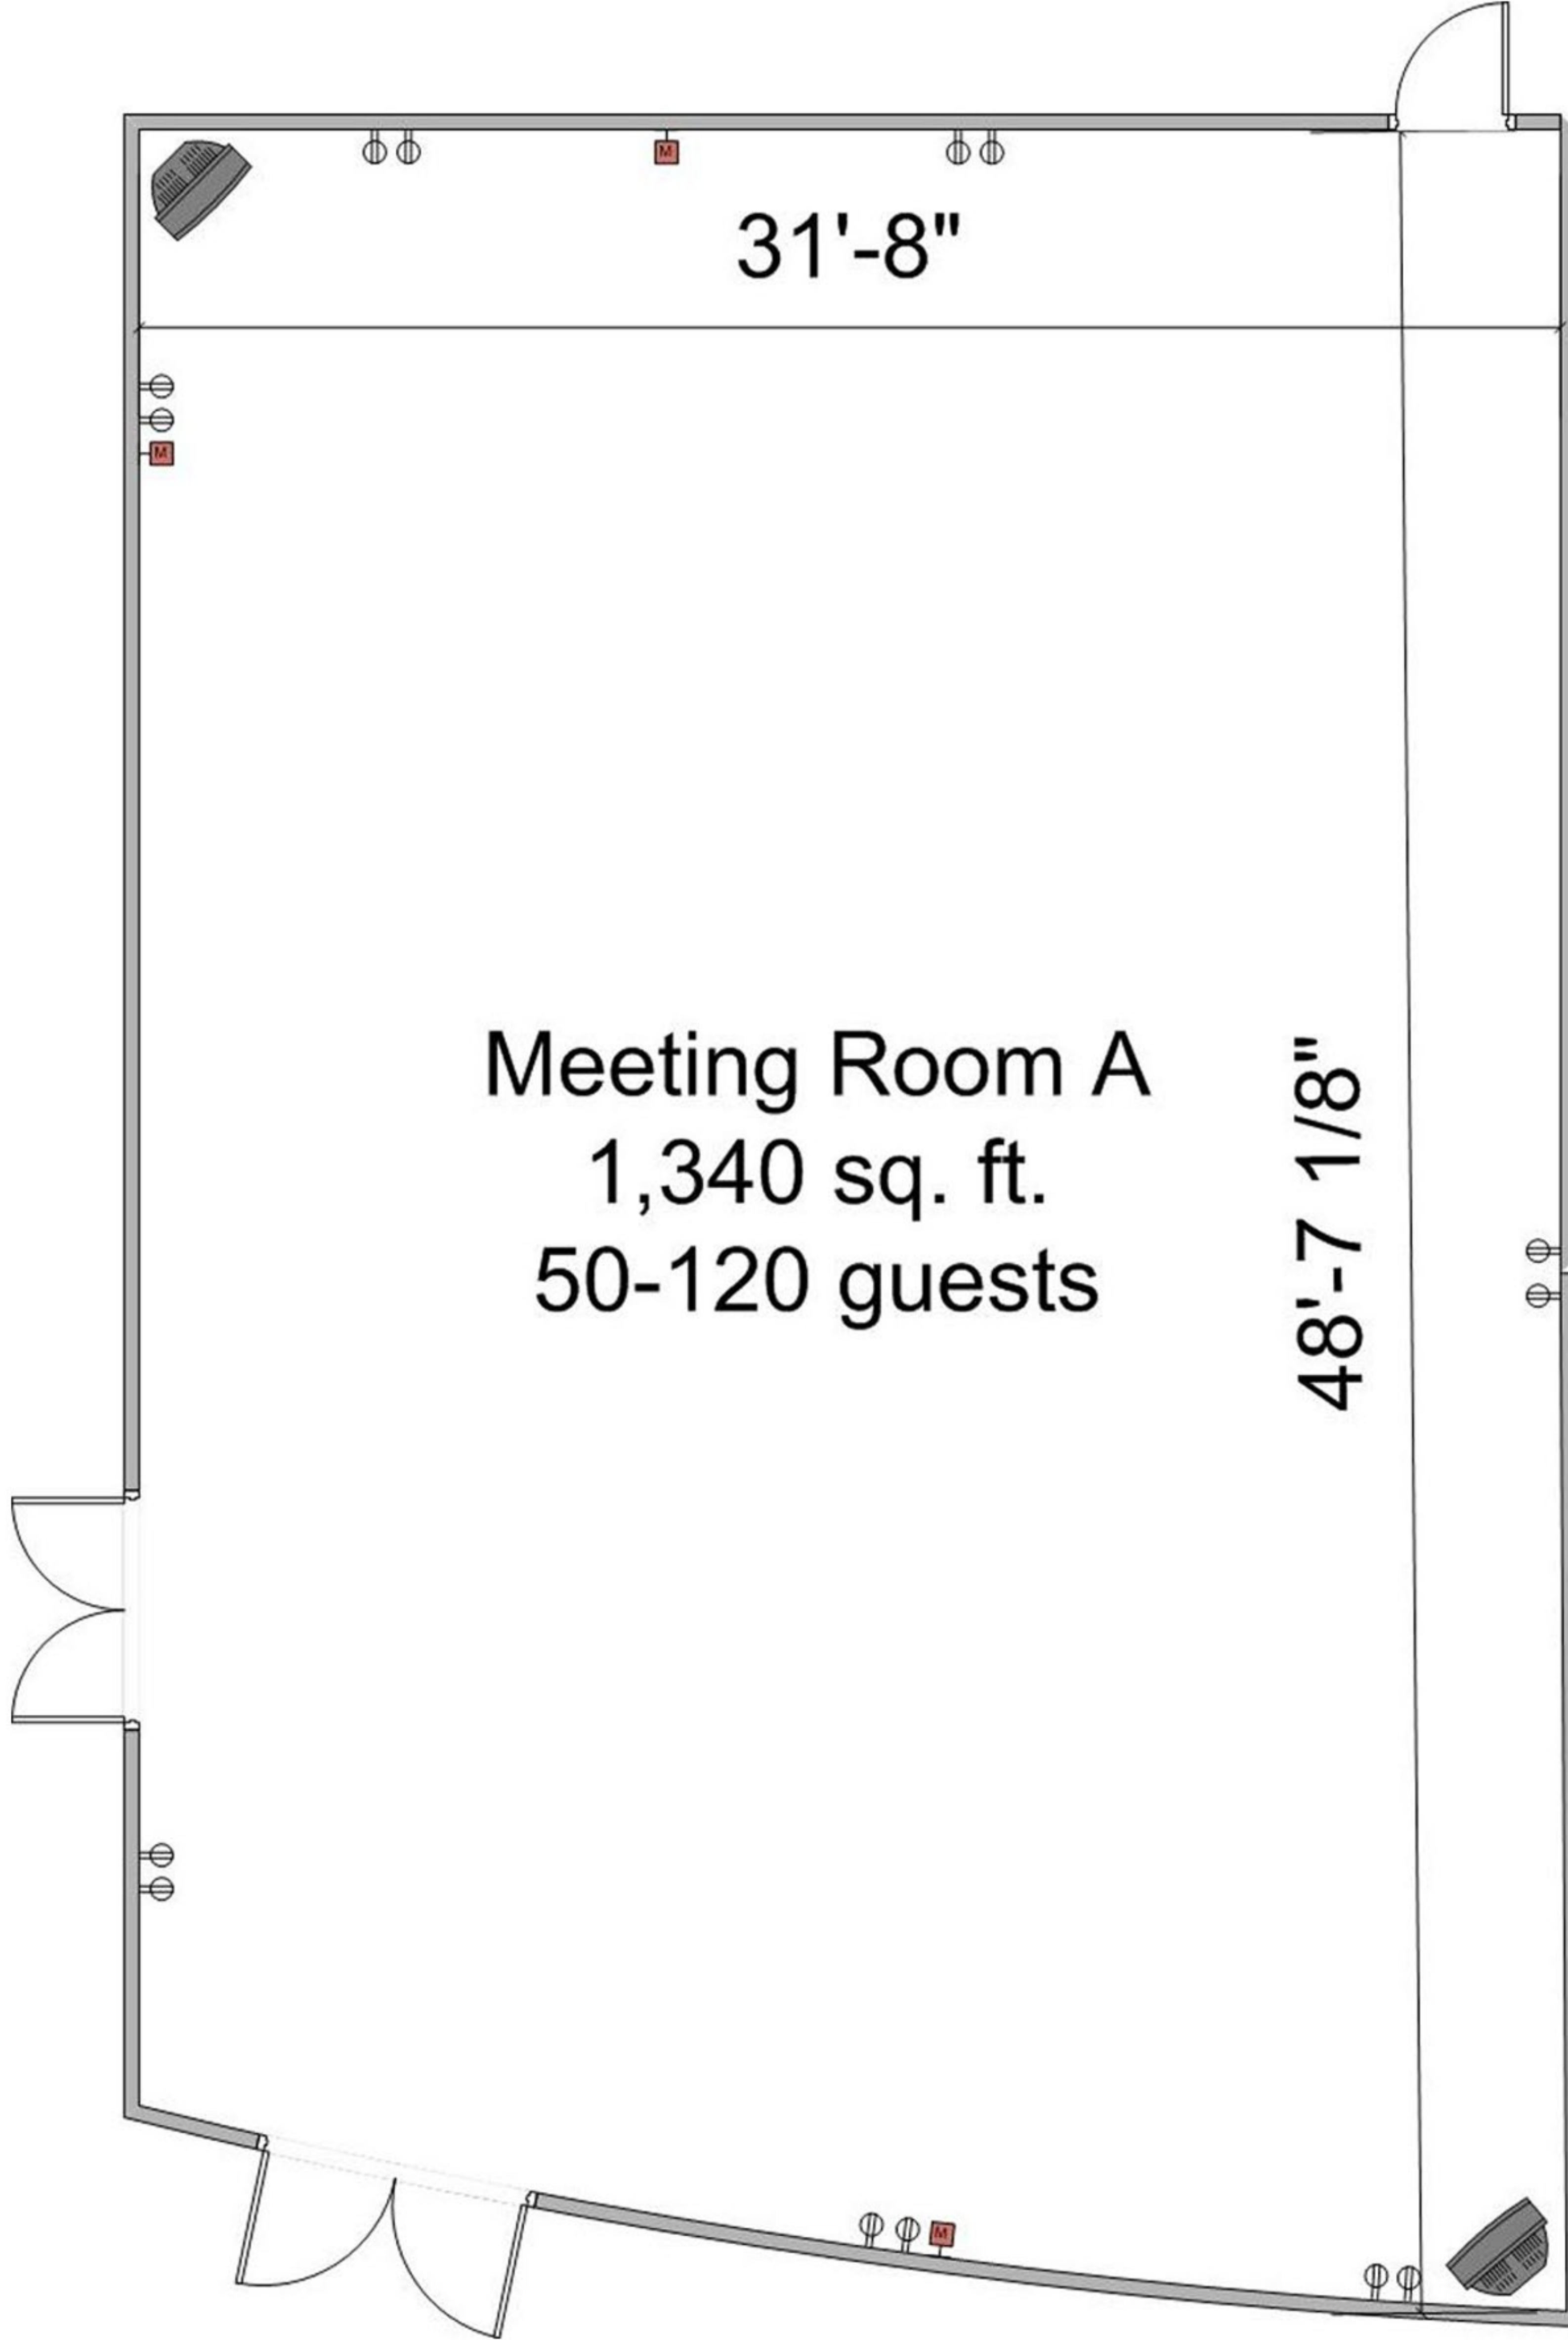 M
M
31'-8"
M
Meeting Room A
1,340 sq. ft.
50-120 guests
48'-7 1/8"
M